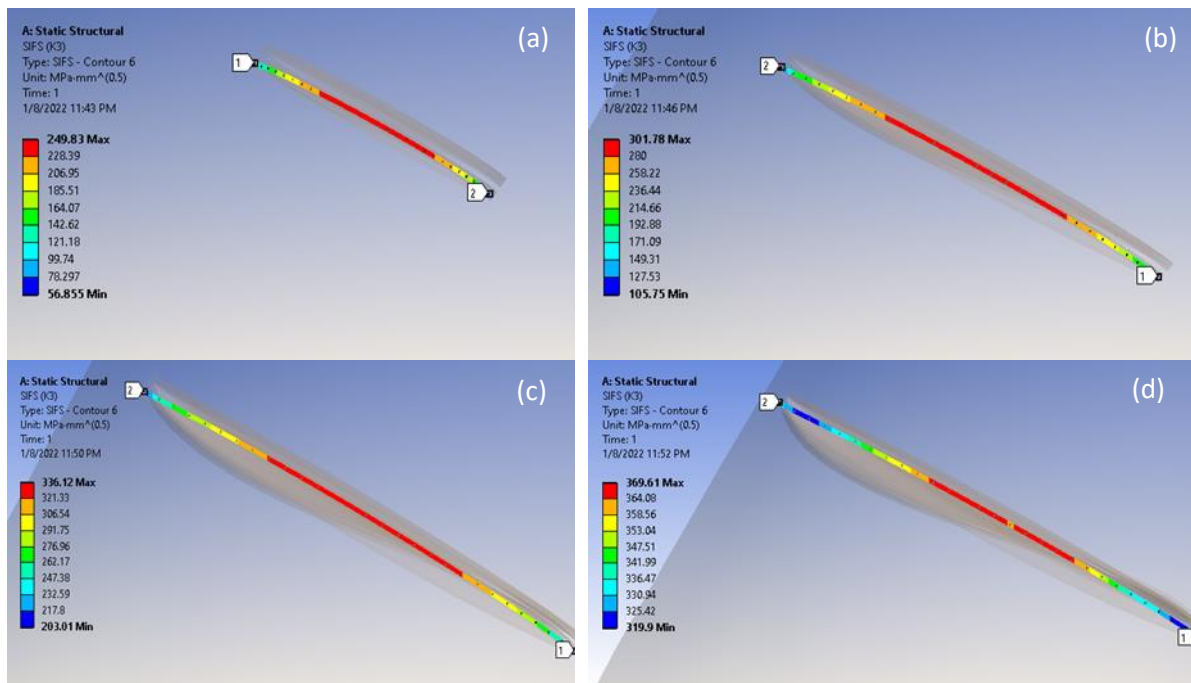 A: Static Structural
SIFS (K3)
Type: SIFS - Contour 6
Unit: MPa-mm^(0.5)
Time: 1
1/8/2022 11:43 PM
249.83 Max
228.39
206.95
185.51
164.07
142.62
121.18
99.74
78.297
56.855 Min
(a)
1
2
A: Static Structural
SIFS (K3)
Type: SIFS - Contour 6
Unit: MPa-mm^(0.5)
Time: 1
1/8/2022 11:46 PM
301.78 Max
280
258.22
236.44
214.66
192.88
171.09
149.31
127.53
105.75 Min
(b)
2
1
A: Static Structural
SIFS (K3)
Type: SIFS - Contour 6
Unit: MPa-mm^(0.5)
Time: 1
1/8/2022 11:50 PM
336.12 Max
321.33
306.54
291.75
276.96
262.17
247.38
232.59
217.8
203.01 Min
(c)
2
1
A: Static Structural
SIFS (K3)
Type: SIFS - Contour 6
Unit: MPa-mm^(0.5)
Time: 1
1/8/2022 11:52 PM
369.61 Max
364.08
358.56
353.04
347.51
341.99
336.47
330.94
325.42
319.9 Min
(d)
2
1